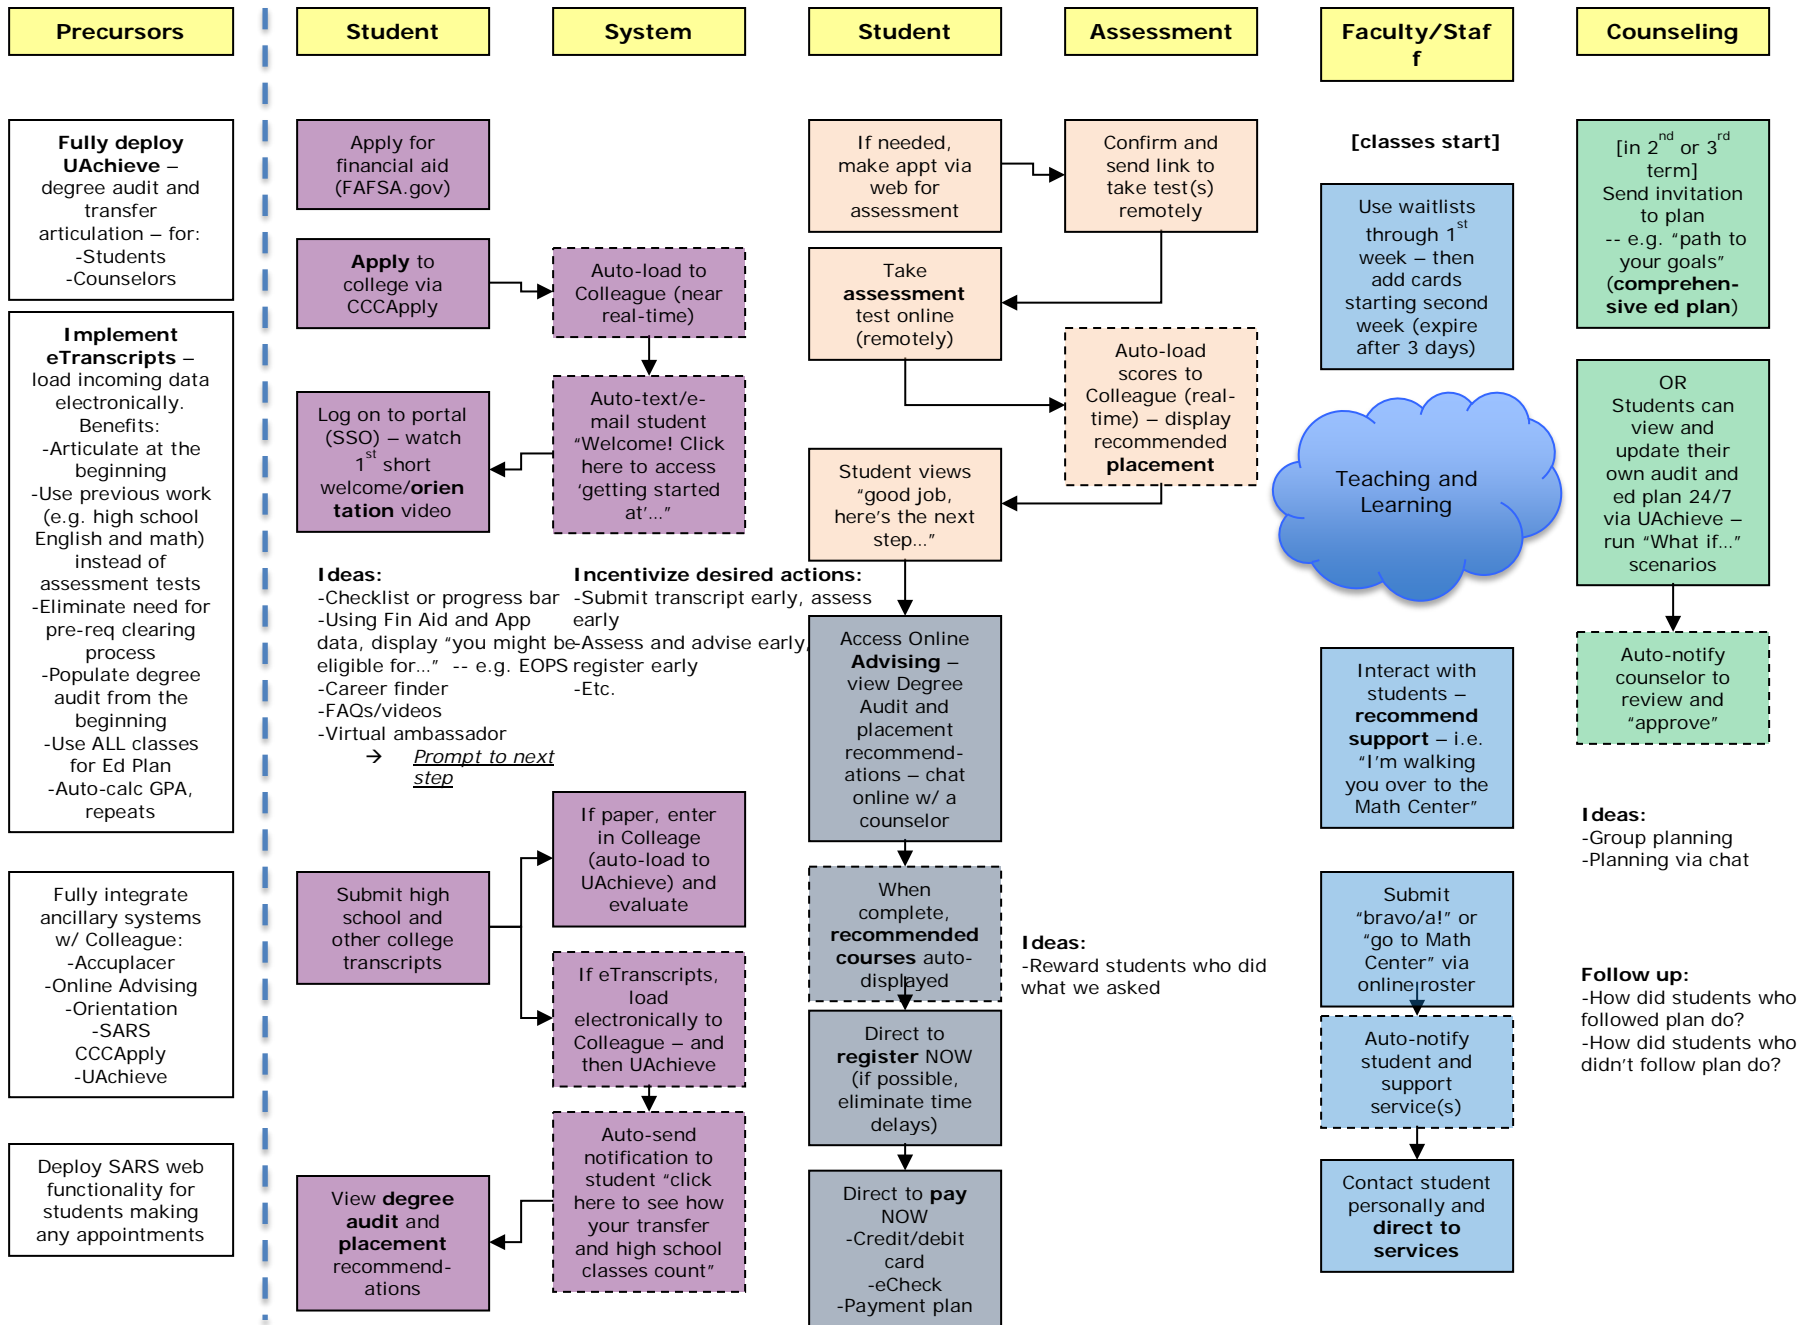 Precursors
Fully deploy
UAchieve –
degree audit and
transfer
articulation – for:
-Students
-Counselors
Implement
eTranscripts –
load incoming data
electronically.
Benefits:
-Articulate at the
beginning
-Use previous work
(e.g. high school
English and math)
instead of
assessment tests
-Eliminate need for
pre-req clearing
process
-Populate degree
audit from the
beginning
-Use ALL classes
for Ed Plan
-Auto-calc GPA,
repeats
Fully integrate
ancillary systems
w/ Colleague:
-Accuplacer
-Online Advising
-Orientation
-SARS
CCCApply
-UAchieve
Deploy SARS web
functionality for
students making
any appointments
Student
Apply for
financial aid
(FAFSA.gov)
Apply to
college via
CCCApply
Log on to portal
(SSO) – watch
1st short
welcome/orien
tation video
Ideas:
-Checklist or progress bar
-Using Fin Aid and App
data, display “you might be
eligible for…”  -- e.g. EOPS
-Career finder
-FAQs/videos
-Virtual ambassador
→ Prompt to next
step
Submit high
school and
other college
transcripts
View degree
audit and
placement
recommend-
ations
System
Auto-load to
Colleague (near
real-time)
Auto-text/e-
mail student
“Welcome! Click
here to access
‘getting started
at’…”
Incentivize desired actions:
-Submit transcript early, assess
early
-Assess and advise early,
register early
-Etc.
If paper, enter
in Colleage
(auto-load to
UAchieve) and
evaluate
If eTranscripts,
load
electronically to
Colleague – and
then UAchieve
Auto-send
notification to
student “click
here to see how
your transfer
and high school
classes count”
Student
If needed,
make appt via
web for
assessment
Take
assessment
test online
(remotely)
Student views
“good job,
here’s the next
step…”
Access Online
Advising –
view Degree
Audit and
placement
recommend-
ations – chat
online w/ a
counselor
When
complete,
recommended
courses auto-
displayed
Direct to
register NOW
(if possible,
eliminate time
delays)
Direct to pay
NOW
-Credit/debit
card
-eCheck
-Payment plan
Assessment
Confirm and
send link to
take test(s)
remotely
Auto-load
scores to
Colleague (real-
time) – display
recommended
placement
Ideas:
-Reward students who did
what we asked
Faculty/Staf
f
[classes start]
Use waitlists
through 1st
week – then
add cards
starting second
week (expire
after 3 days)
Teaching and
Learning
Interact with
students –
recommend
support – i.e.
“I’m walking
you over to the
Math Center”
Submit
“bravo/a!” or
“go to Math
Center” via
online roster
Auto-notify
student and
support
service(s)
Contact student
personally and
direct to
services
Counseling
[in 2nd or 3rd
term]
Send invitation
to plan
-- e.g. “path to
your goals”
(comprehen-
sive ed plan)
OR
Students can
view and
update their
own audit and
ed plan 24/7
via UAchieve –
run “What if…”
scenarios
Auto-notify
counselor to
review and
“approve”
Ideas:
-Group planning
-Planning via chat
Follow up:
-How did students who
followed plan do?
-How did students who
didn’t follow plan do?